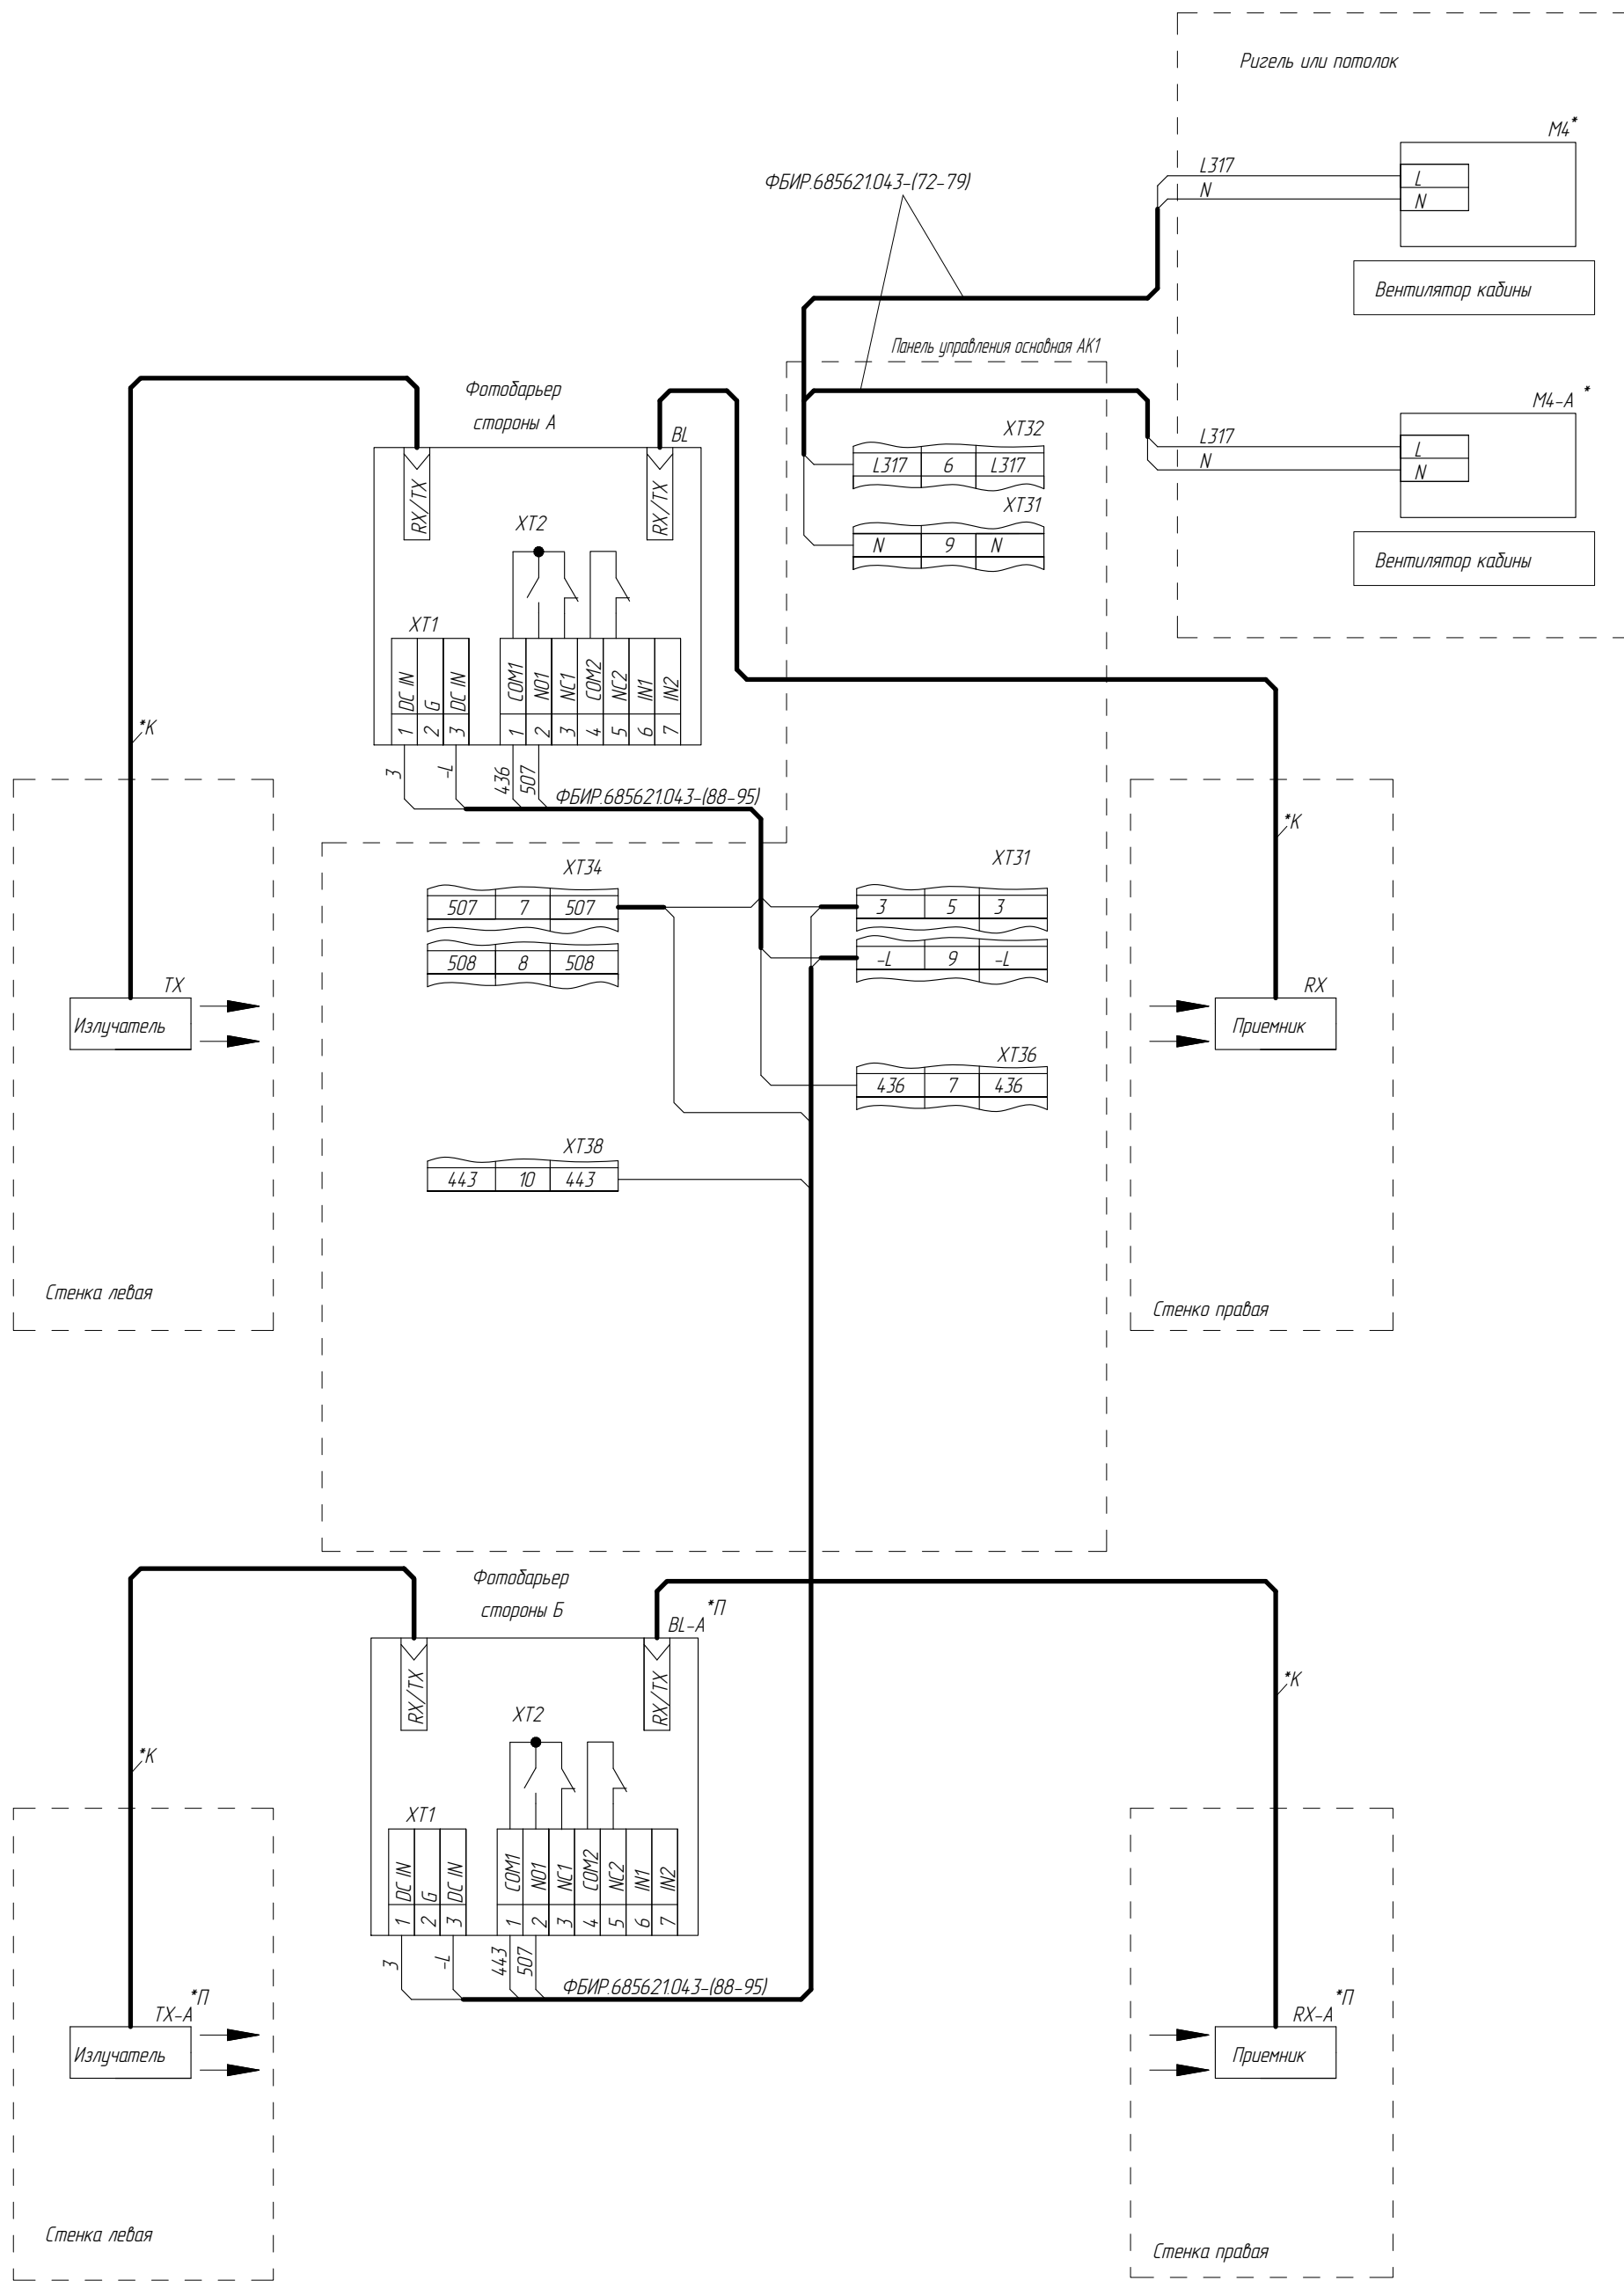 Ригель или потолок
M4*
L317
N
L
N
Вентилятор кабины
ФБИР.685621.043-(72-79)
Панель управления основная АК1
M4-A *
L317
N
L
N
Вентилятор кабины
XT32
L317 6 L317
XT31
N 9 N
Фотобарьер
стороны А
BL
RX/TX
RX/TX
XT2
XT1
DC IN
G
DC IN
COM1
NO1
NC1
COM2
NC2
IN1
IN2
1 2 3
1 2 3 4 5 6 7
3
-L
436
507
ФБИР.685621.043-(88-95)
*К
*К
XT34
507 7 507
508 8 508
XT31
3 5 3
-L 9 -L
XT36
436 7 436
XT38
443 10 443
TX
Излучатель
RX
Приемник
Стенка левая
Стенко правая
Фотобарьер
стороны Б
BL-A *П
RX/TX
RX/TX
XT2
XT1
DC IN
G
DC IN
COM1
NO1
NC1
COM2
NC2
IN1
IN2
1 2 3
1 2 3 4 5 6 7
3
-L
443
507
ФБИР.685621.043-(88-95)
*К
*К
TX-A *П
Излучатель
RX-A *П
Приемник
Стенка левая
Стенка правая